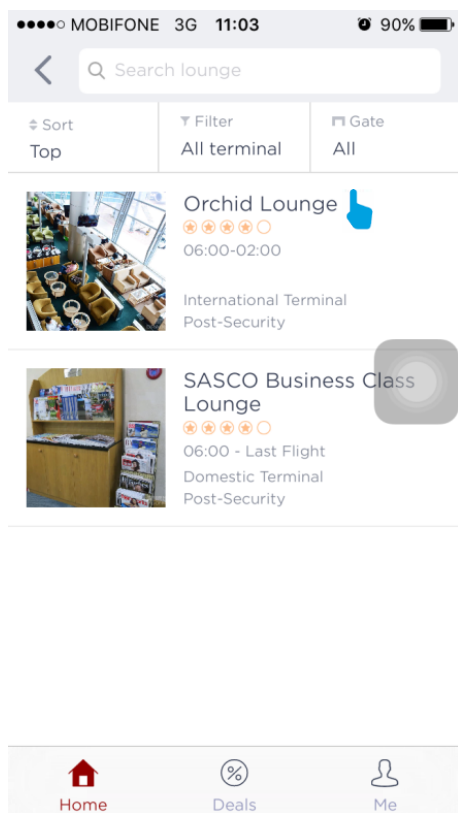 MOBIFONE 3G 11:03 90%
Search lounge
Sort
Top
Filter
All terminal
Gate
All
Orchid Lounge
06:00-02:00
International Terminal
Post-Security
SASCO Business Class
Lounge
06:00 - Last Flight
Domestic Terminal
Post-Security
Home
Deals
Me